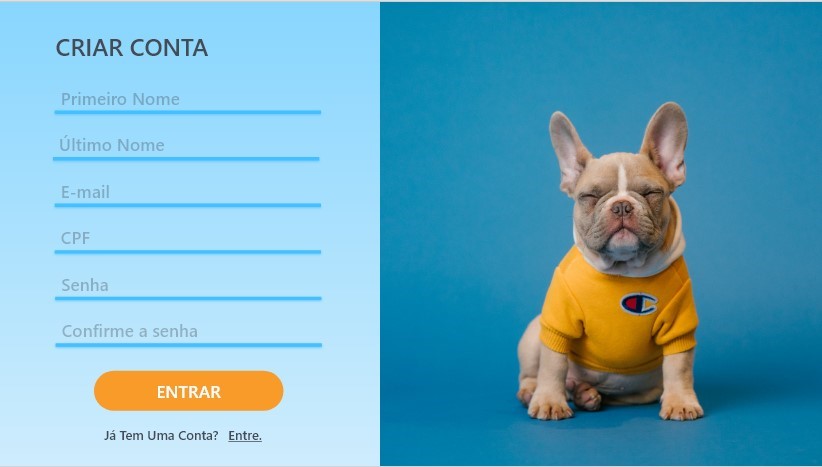 CRIAR CONTA
Primeiro Nome
Último Nome
E-mail
CPF
Senha
Confirme a senha
ENTRAR
Já Tem Uma Conta? Entre.